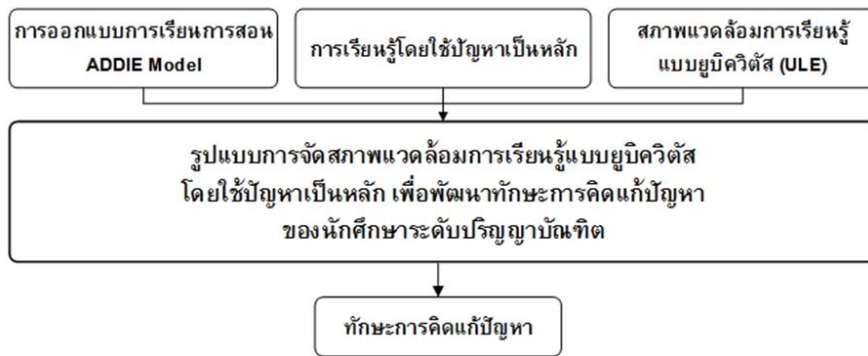 การออกแบบการเรียนการสอน
ADDIE Model
การเรียนรู้โดยใช้ปัญหาเป็นหลัก
สภาพแวดล้อมการเรียนรู้
แบบยูบิควิตัส (ULE)
รูปแบบการจัดสภาพแวดล้อมการเรียนรู้แบบยูบิควิตัส
โดยใช้ปัญหาเป็นหลัก เพื่อพัฒนาทักษะการคิดแก้ปัญหา
ของนักศึกษาระดับปริญญาบัณฑิต
ทักษะการคิดแก้ปัญหา